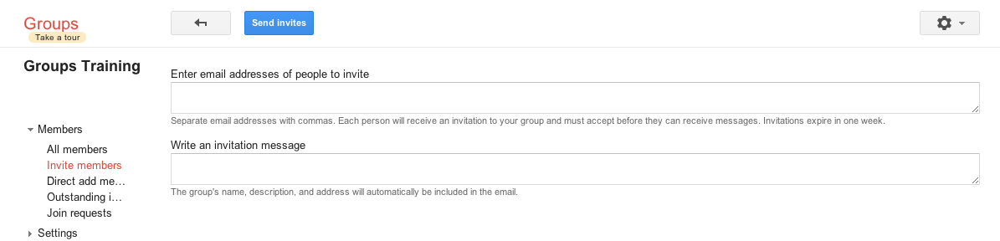 Groups
Take a tour
Send invites
Groups Training
Enter email addresses of people to invite
Separate email addresses with commas. Each person will receive an invitation to your group and must accept before they can receive messages. Invitations expire in one week.
Write an invitation message
The group's name, description, and address will automatically be included in the email.
Members
All members
Invite members
Direct add me…
Outstanding i…
Join requests
Settings